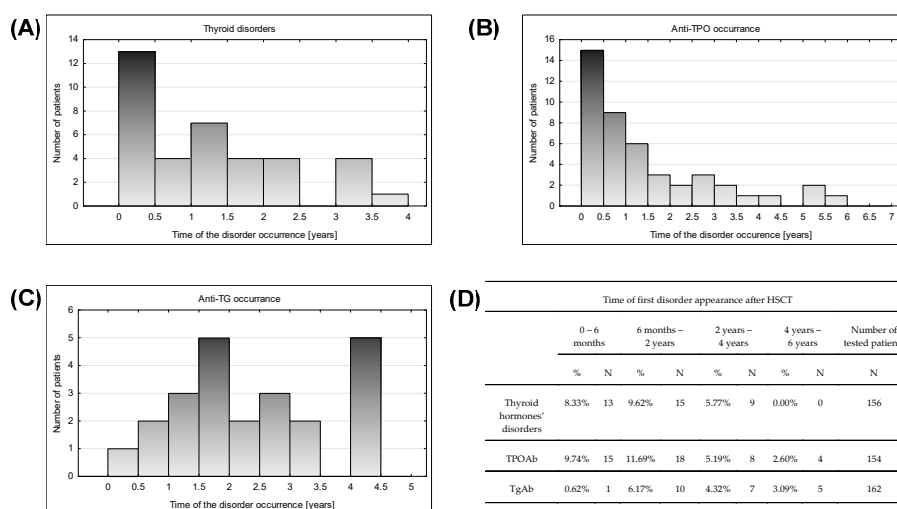 (A)
Thyroid disorders
Number of patients
14
12
10
8
6
4
2
0
0 0.5 1 1.5 2 2.5 3 3.5 4
Time of the disorder occurrence [years]
(B)
Anti-TPO occurrence
Number of patients
16
14
12
10
8
6
4
2
0
0 0.5 1 1.5 2 2.5 3 3.5 4 4.5 5 5.5 6 6.5 7
Time of the disorder occurence [years]
(C)
Anti-TG occurrance
Number of patients
6
5
4
3
2
1
0
0 0.5 1 1.5 2 2.5 3 3.5 4 4.5 5
Time of the disorder occurrence [years]
(D)
Time of first disorder appearance after HSCT
0 – 6 6 months – 2 years – 4 years – Number of
months 2 years 4 years 6 years tested patien
% N % N % N % N N
Thyroid 8.33% 13 9.62% 15 5.77% 9 0.00% 0 156
hormones'
disorders
TPOAb 9.74% 15 11.69% 18 5.19% 8 2.60% 4 154
TgAb 0.62% 1 6.17% 10 4.32% 7 3.09% 5 162